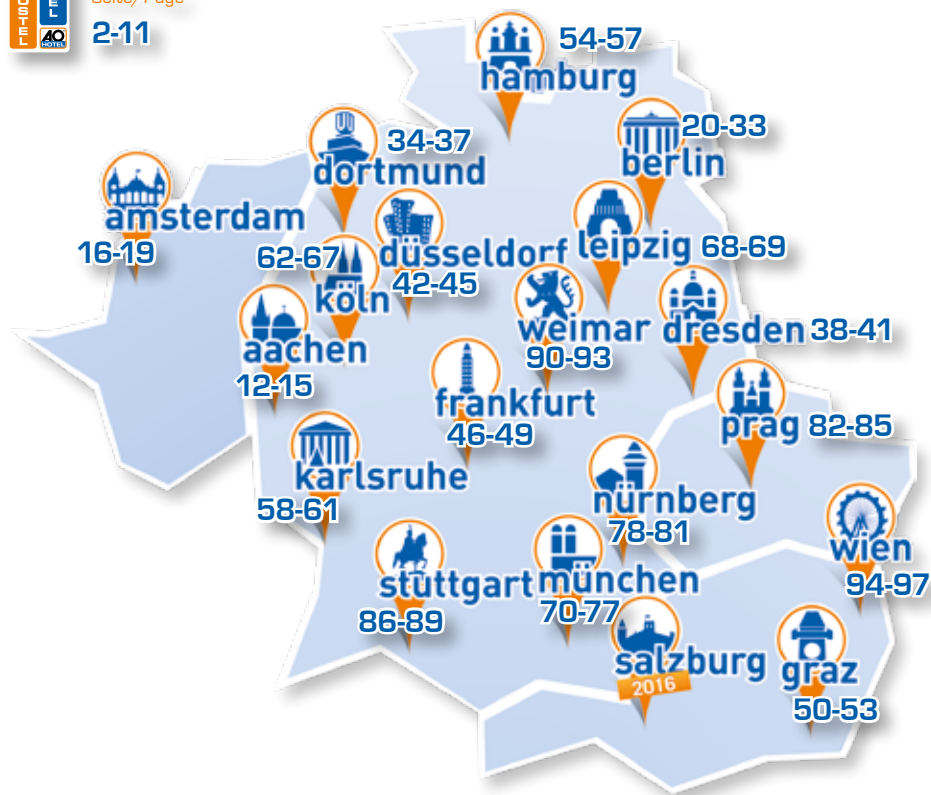 Seite/Page
2-11
HOTEL
54-57
hamburg
20-33
berlin
34-37
dortmund
amsterdam
16-19
düsseldorf
42-45
leipzig 68-69
62-67
köln
weimar
90-93
dresden 38-41
aachen
12-15
frankfurt
46-49
prag 82-85
karlsruhe
58-61
nürnberg
78-81
wien
94-97
stuttgart
86-89
münchen
70-77
salzburg
2016
graz
50-53